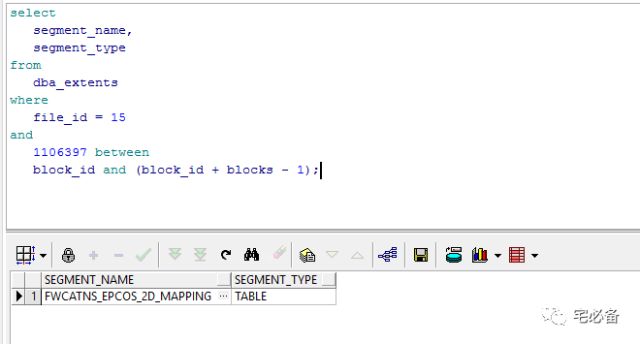 select
segment_name,
segment_type
from
dba_extents
where
file_id = 15
and
1106397 between
block_id and (block_id + blocks - 1);
SEGMENT_NAME SEGMENT_TYPE
1 FWCATNS_EPCOS_2D_MAPPING ... TABLE
宅必备